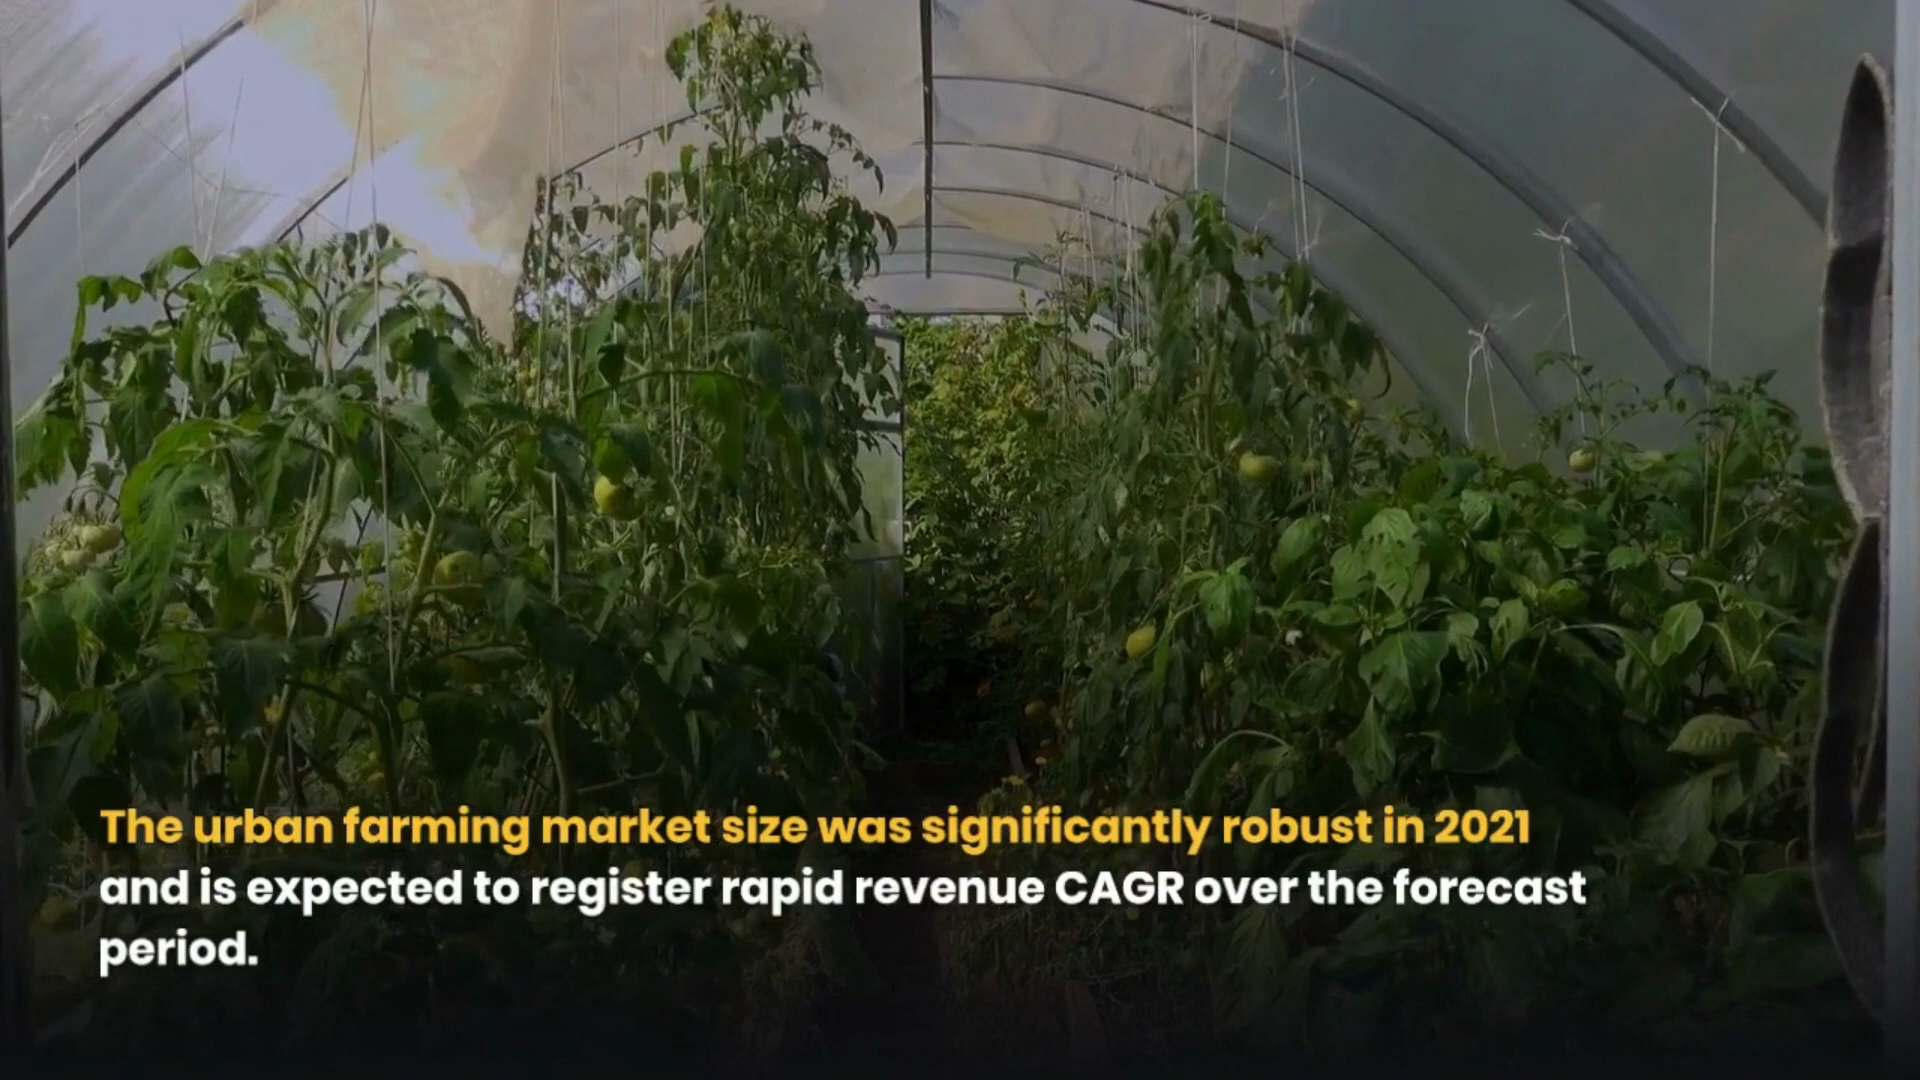 The urban farming market size was significantly robust in 2021
and is expected to register rapid revenue CAGR over the forecast
period.